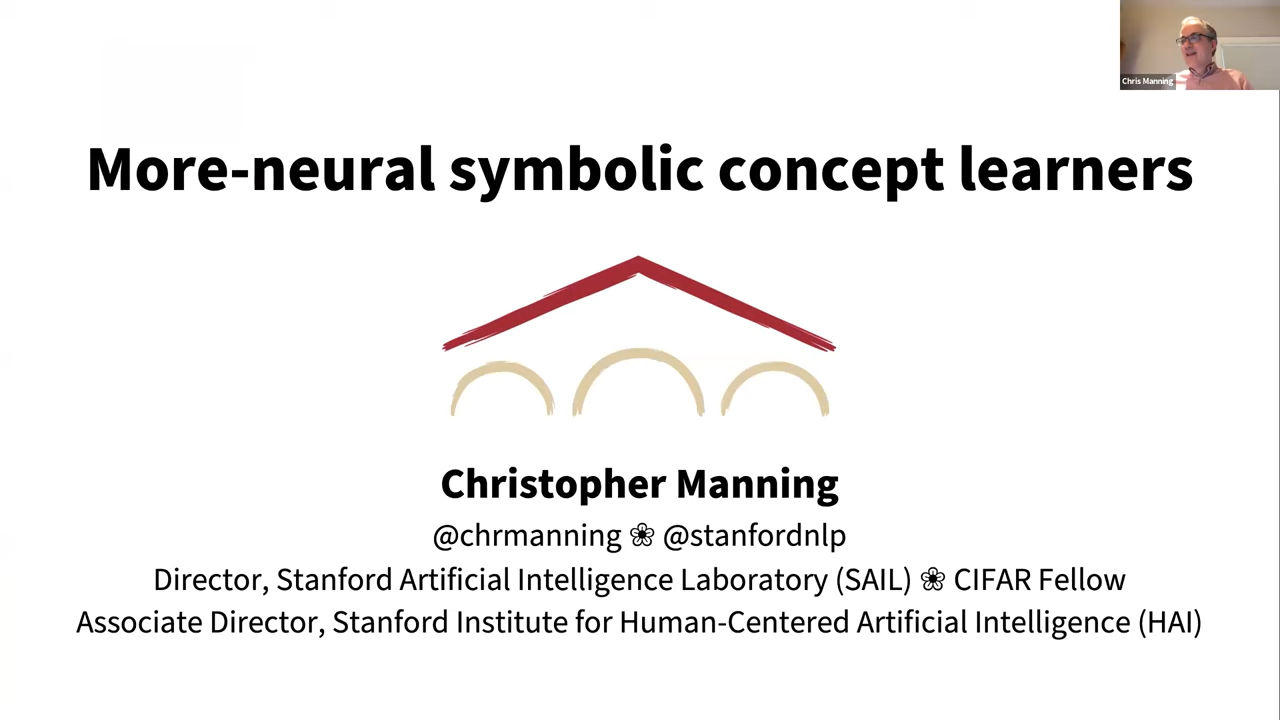 Chris Manning
More-neural symbolic concept learners
Christopher Manning
@chrmanning ❀ @stanfordnlp
Director, Stanford Artificial Intelligence Laboratory (SAIL) ❀ CIFAR Fellow
Associate Director, Stanford Institute for Human-Centered Artificial Intelligence (HAI)